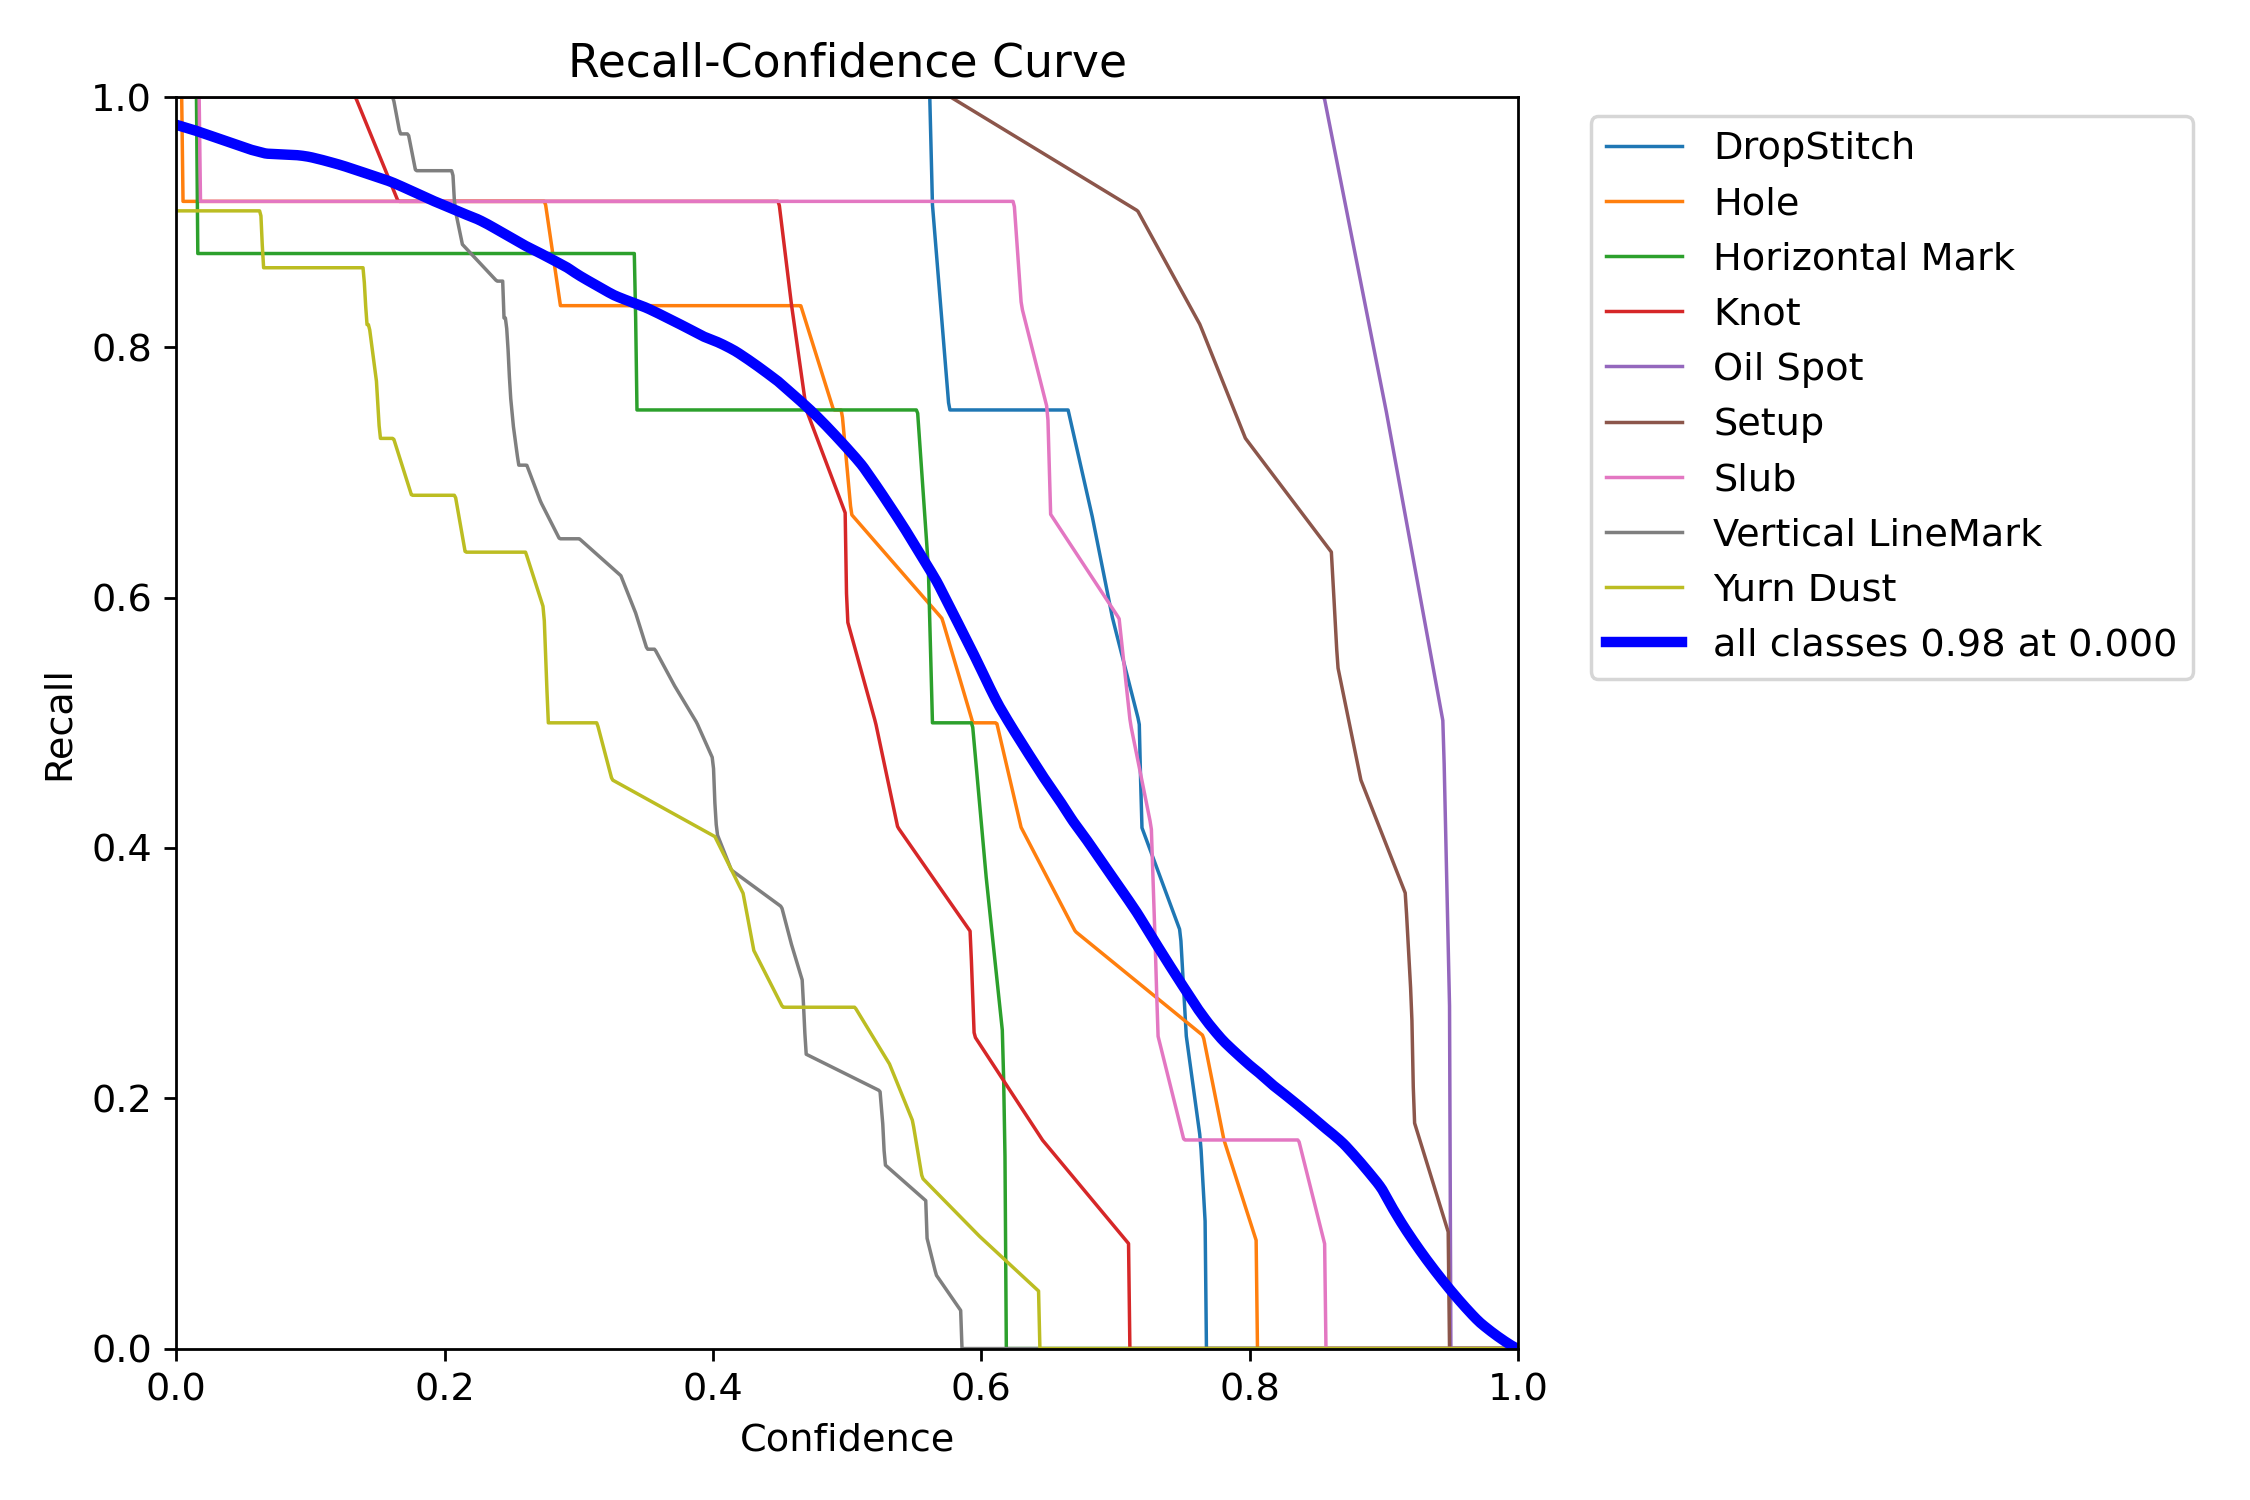 Recall-Confidence Curve
1.0
0.8
0.6
0.4
0.2
0.0
Recall
0.0 0.2 0.4 0.6 0.8 1.0
Confidence
DropStitch
Hole
Horizontal Mark
Knot
Oil Spot
Setup
Slub
Vertical LineMark
Yurn Dust
all classes 0.98 at 0.000